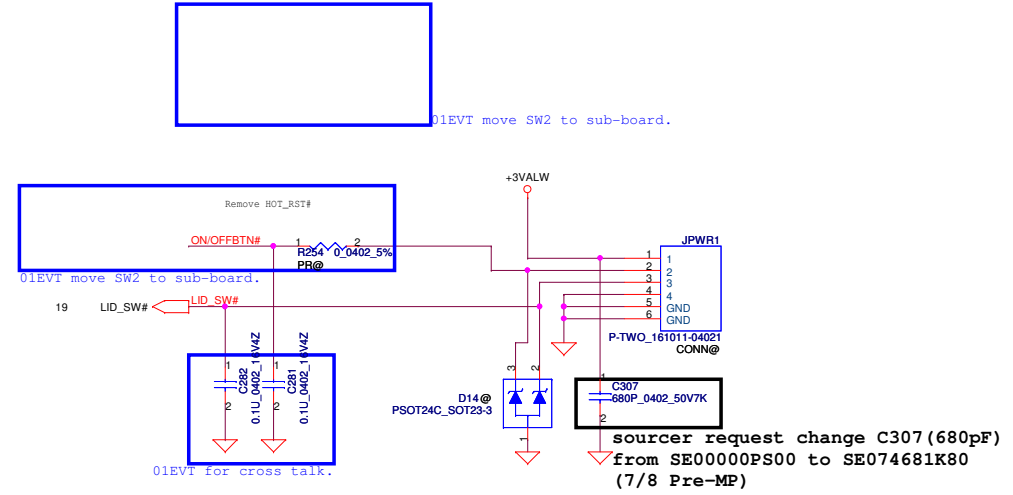 01EVT move SW2 to sub-board.
+3VALW
Remove HOT_RST#
ON/OFFBTN#
1
2
R254
0_0402_5%
PR@
01EVT move SW2 to sub-board.
JPWR1
1
2
3
4
5
6
1
2
3
4
GND
GND
P-TWO_161011-04021
CONN@
19
LID_SW#
LID_SW#
1
2
C282
0.1U_0402_16V4Z
1
2
C281
0.1U_0402_16V4Z
01EVT for cross talk.
3
2
1
D14@
PSOT24C_SOT23-3
1
C307
680P_0402_50V7K
2
sourcer request change C307(680pF)
from SE00000PS00 to SE074681K80
(7/8 Pre-MP)